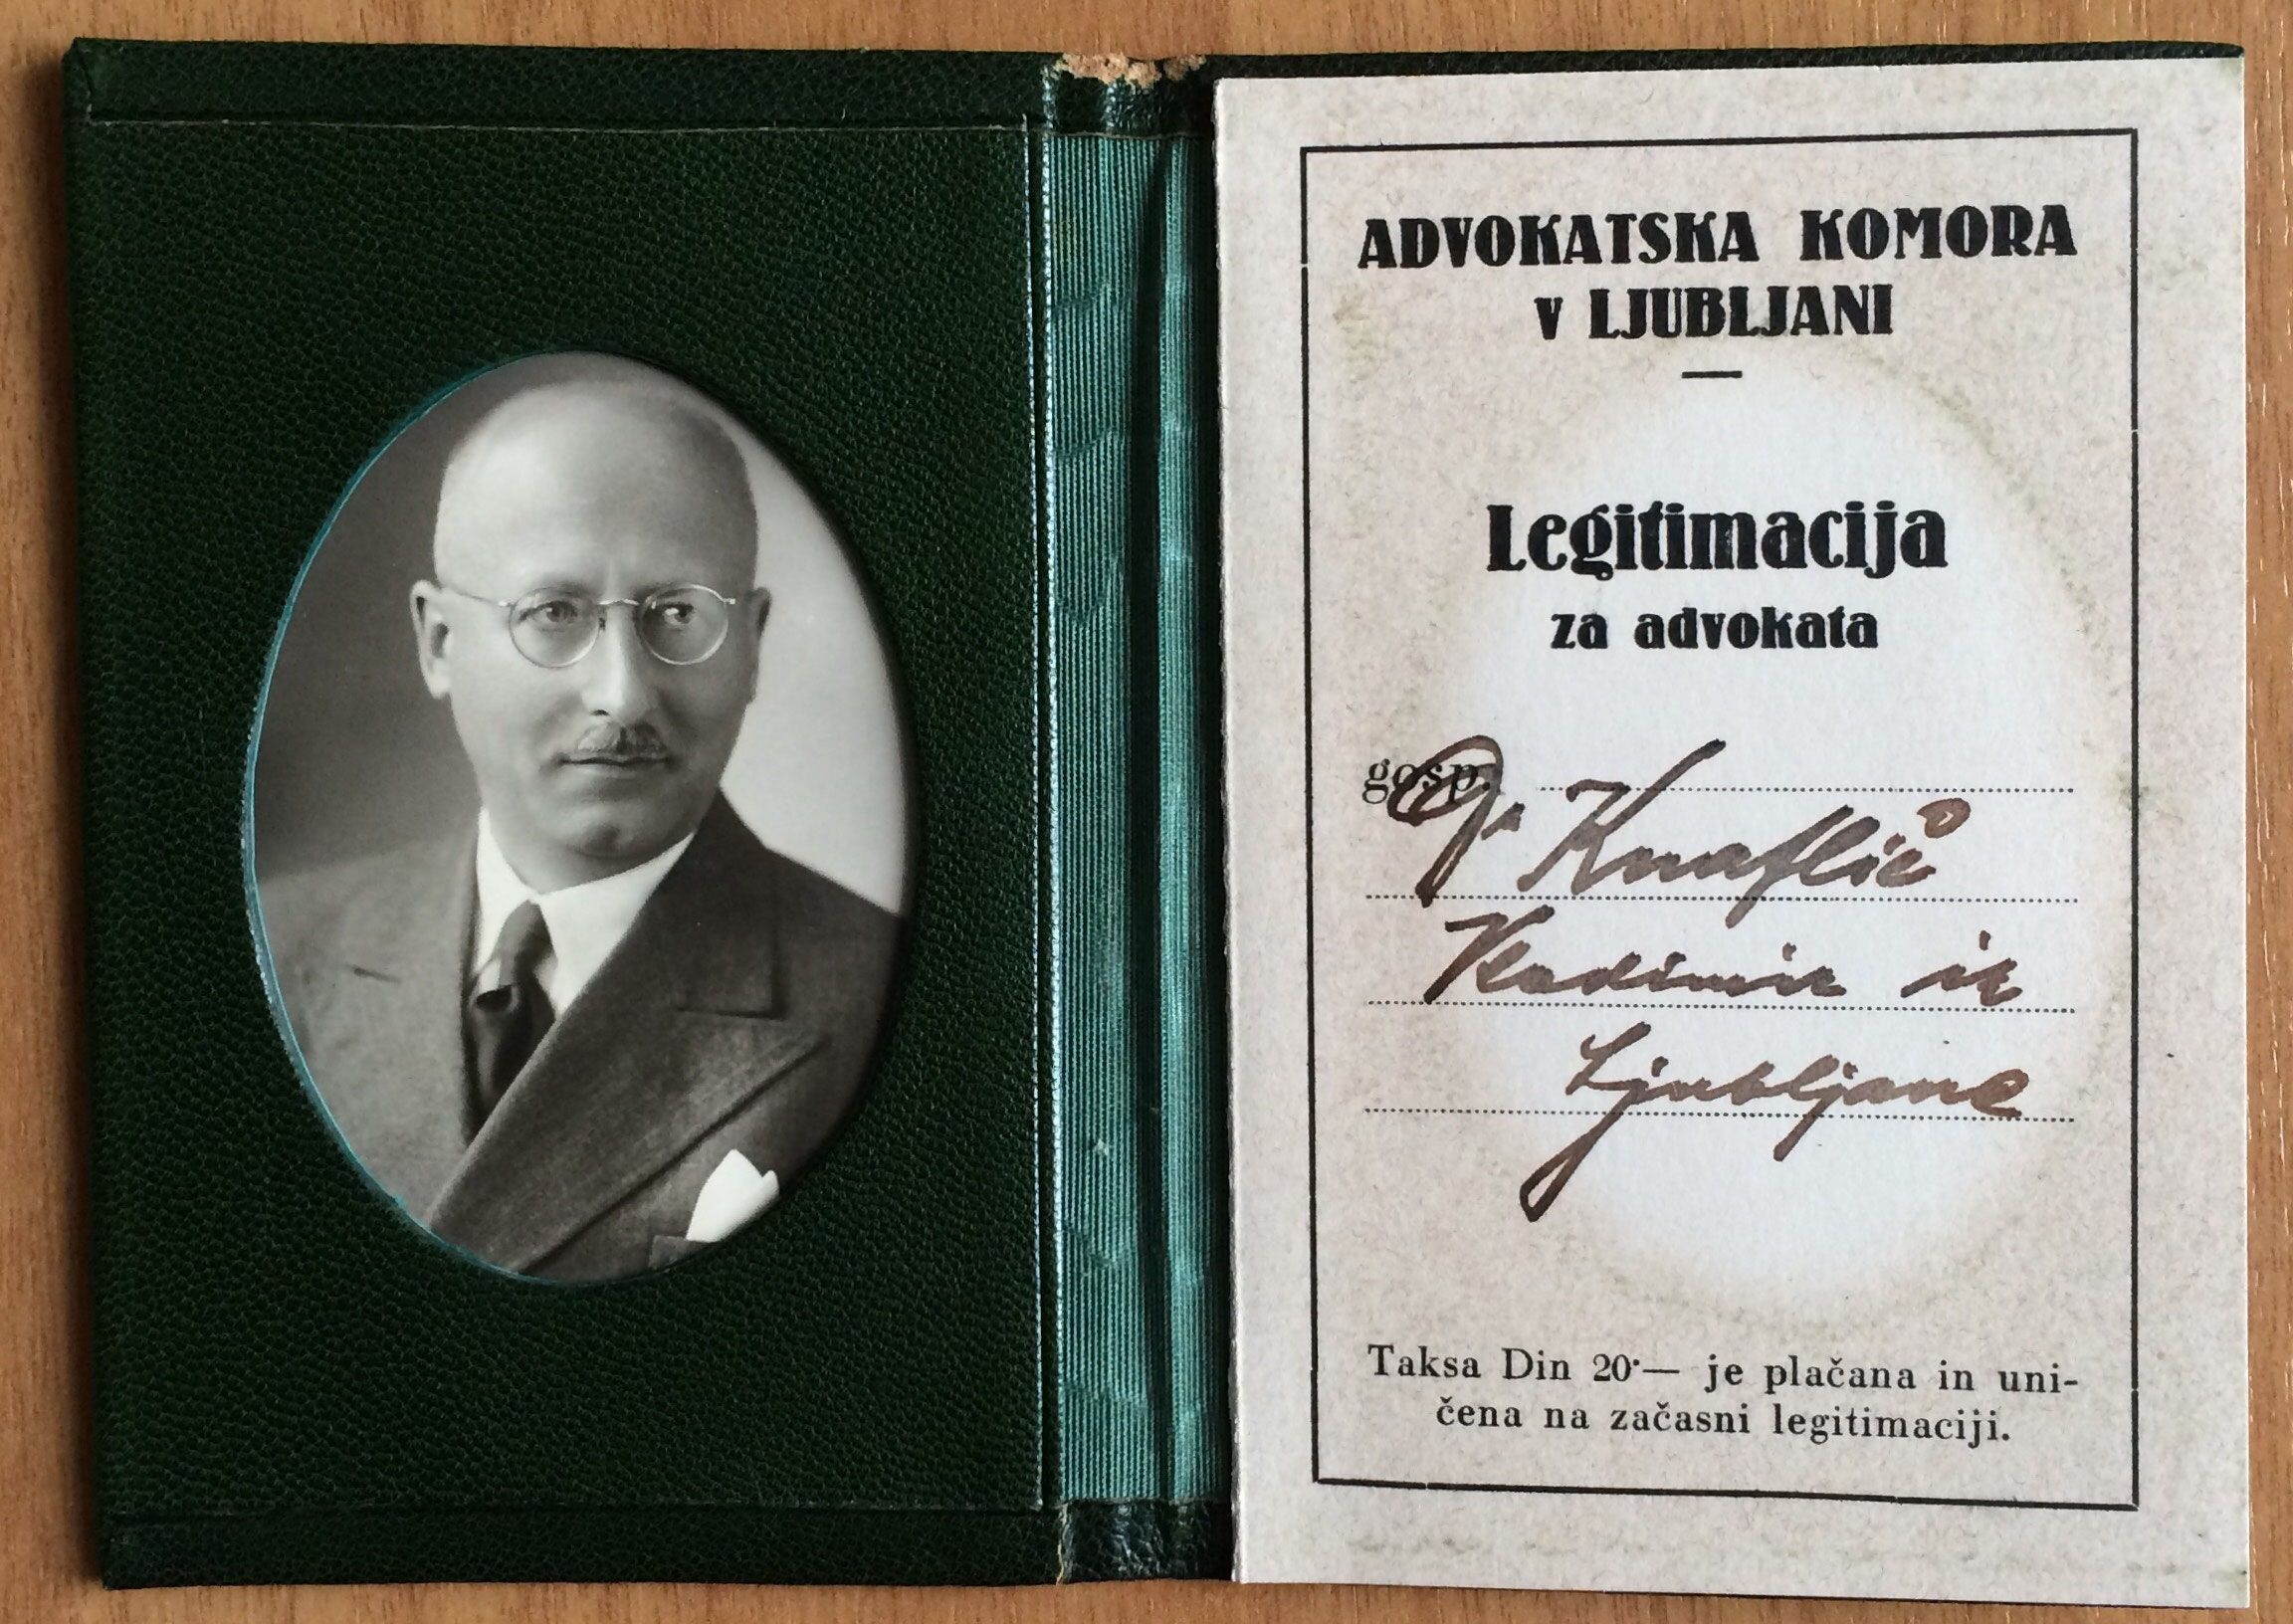 ADVOKATSKA KOMORA
V LJUBLJANI
Legitimacija
za advokata
gosp.
Dr Knaflič
Vladimir iz
Ljubljane
Taksa Din 20·— je plačana in uni-
čena na začasni legitimaciji.